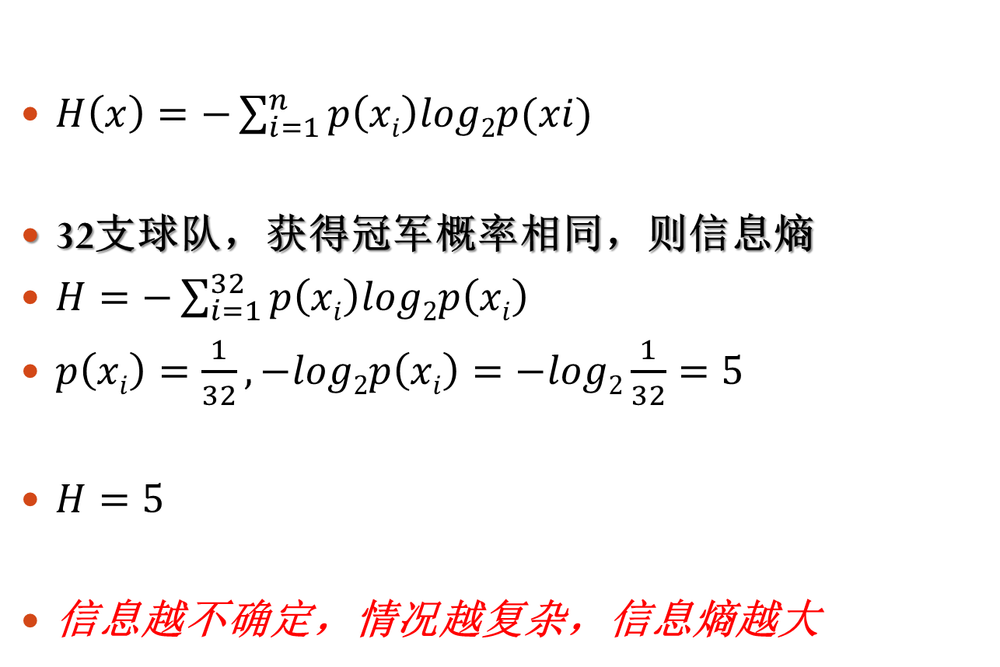 • H(x) = −∑ⁿᵢ₌₁ p(xᵢ)log₂p(xi)
• 32支球队，获得冠军概率相同，则信息熵
• H = −∑³²ᵢ₌₁ p(xᵢ)log₂p(xᵢ)
• p(xᵢ) = 1/32, −log₂p(xᵢ) = −log₂ 1/32 = 5
• H = 5
• 信息越不确定，情况越复杂，信息熵越大